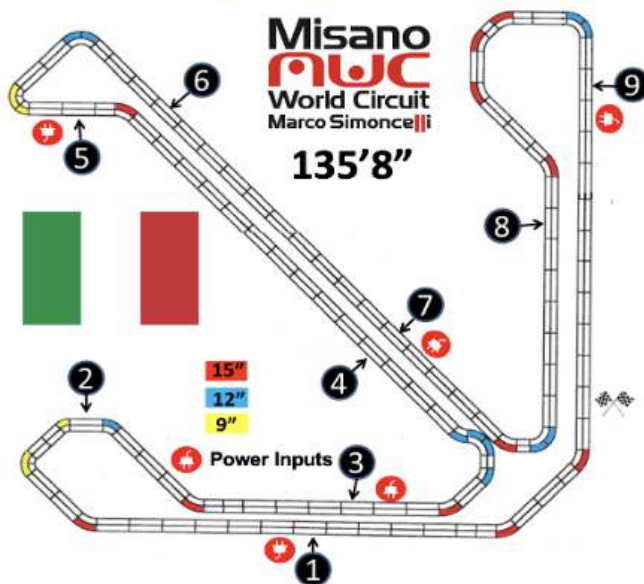 Misano
MWC
World Circuit
Marco Simoncelli
135'8”
6
9
5
8
7
2
4
15”
12”
9”
Power Inputs
3
1